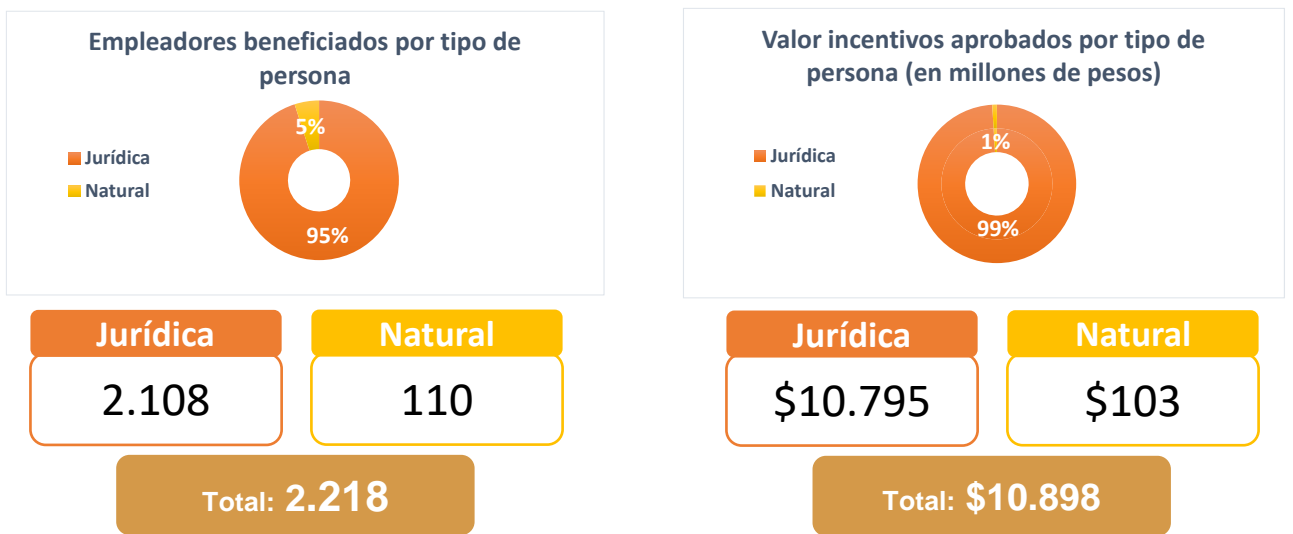 Empleadores beneficiados por tipo de
persona
Jurídica
Natural
5%
95%
Jurídica
Natural
2.108
110
Total: 2.218
Valor incentivos aprobados por tipo de
persona (en millones de pesos)
Jurídica
Natural
1%
99%
Jurídica
Natural
$10.795
$103
Total: $10.898